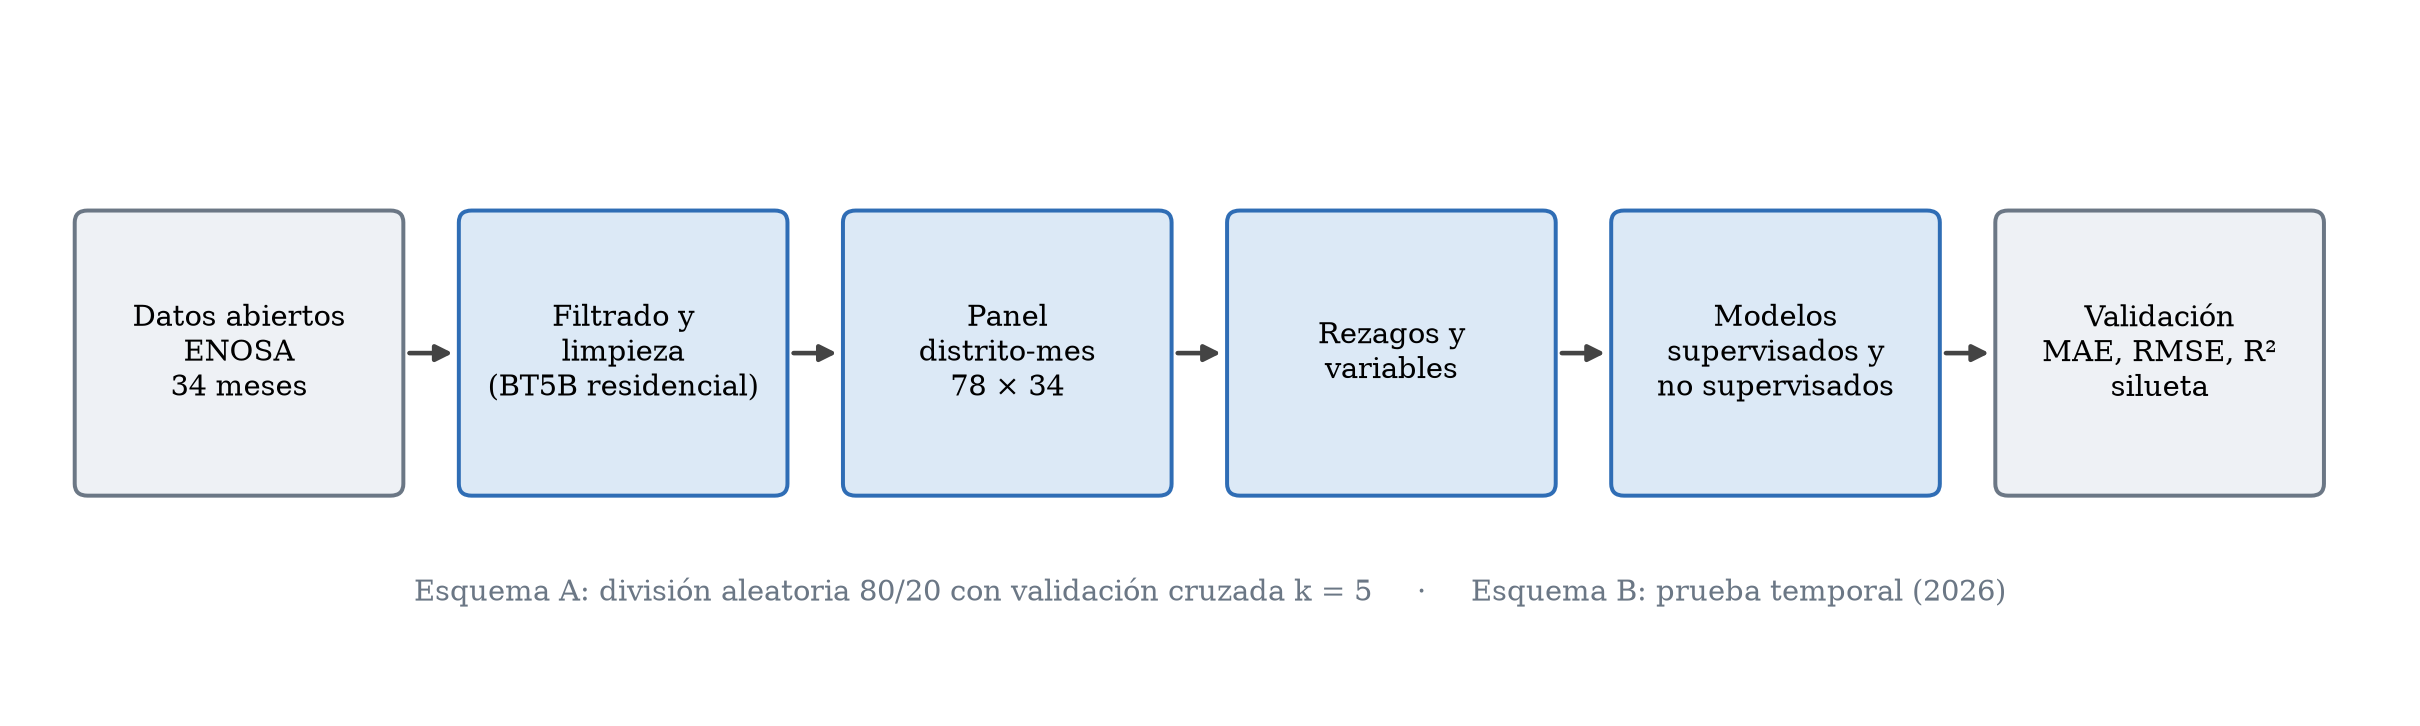 Datos abiertos
ENOSA
34 meses
Filtrado y
limpieza
(BT5B residencial)
Panel
distrito-mes
78 × 34
Rezagos y
variables
Modelos
supervisados y
no supervisados
Validación
MAE, RMSE, R²
silueta
Esquema A: división aleatoria 80/20 con validación cruzada k = 5 · Esquema B: prueba temporal (2026)